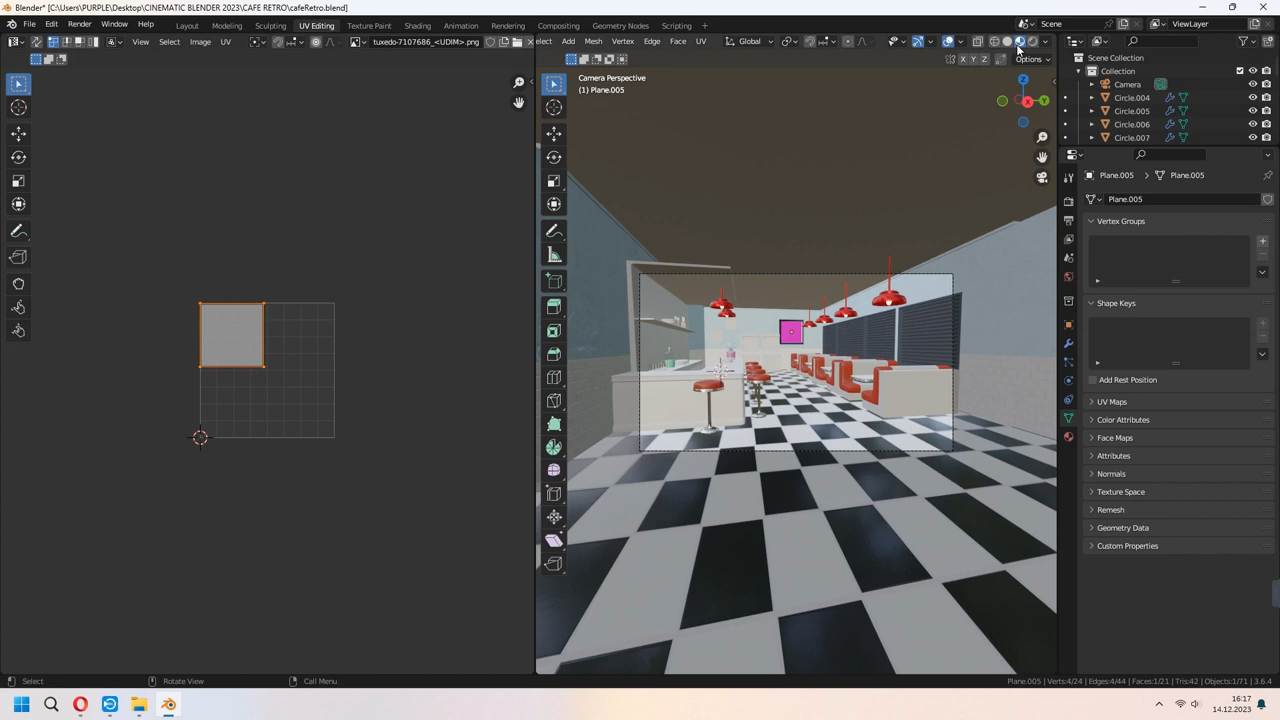 Blender* [C:\Users\PURPLE\Desktop\CINEMATIC BLENDER 2023\CAFE RETRO\cafeRetro.blend]
File Edit Render Window Help Layout Modeling Sculpting UV Editing Texture Paint Shading Animation Rendering Compositing Geometry Nodes Scripting + Scene ViewLayer
View Select Image UV tuxedo-7107686_<UDIM>.png elect Add Mesh Vertex Edge Face UV Global
X Y Z Options
Scene Collection
Collection
Camera
Circle.004
Circle.005
Circle.006
Circle.007
Camera Perspective
(1) Plane.005
Z
X
Y
Plane.005 > Plane.005
Plane.005
Vertex Groups
Shape Keys
Add Rest Position
UV Maps
Color Attributes
Face Maps
Attributes
Normals
Texture Space
Remesh
Geometry Data
Custom Properties
Select Rotate View Call Menu Plane.005 | Verts:4/24 | Edges:4/44 | Faces:1/21 | Tris:42 | Objects:1/71 | 3.6.4
16:17
14.12.2023